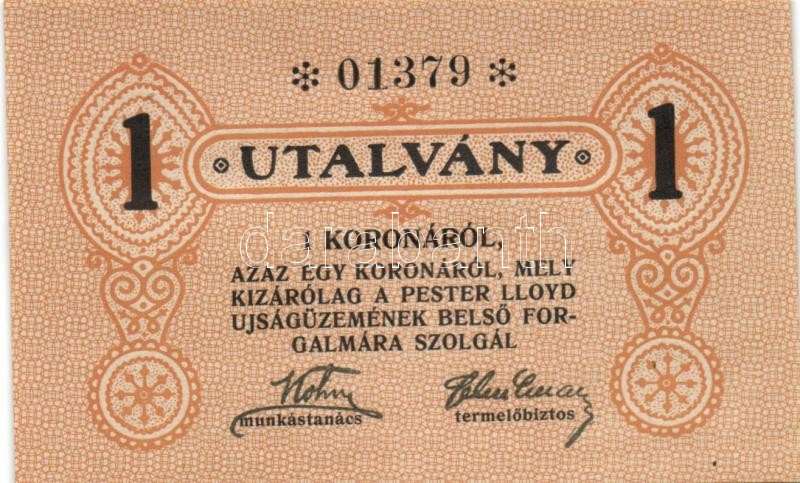 * 01379 *
1 UTALVÁNY 1
1 KORONÁRÓL,
AZAZ EGY KORONÁRÓL, MELY
KIZÁRÓLAG A PESTER LLOYD
UJSÁGÜZEMÉNEK BELSŐ FOR-
GALMÁRA SZOLGÁL
munkástanács termelőbiztos
darabanth